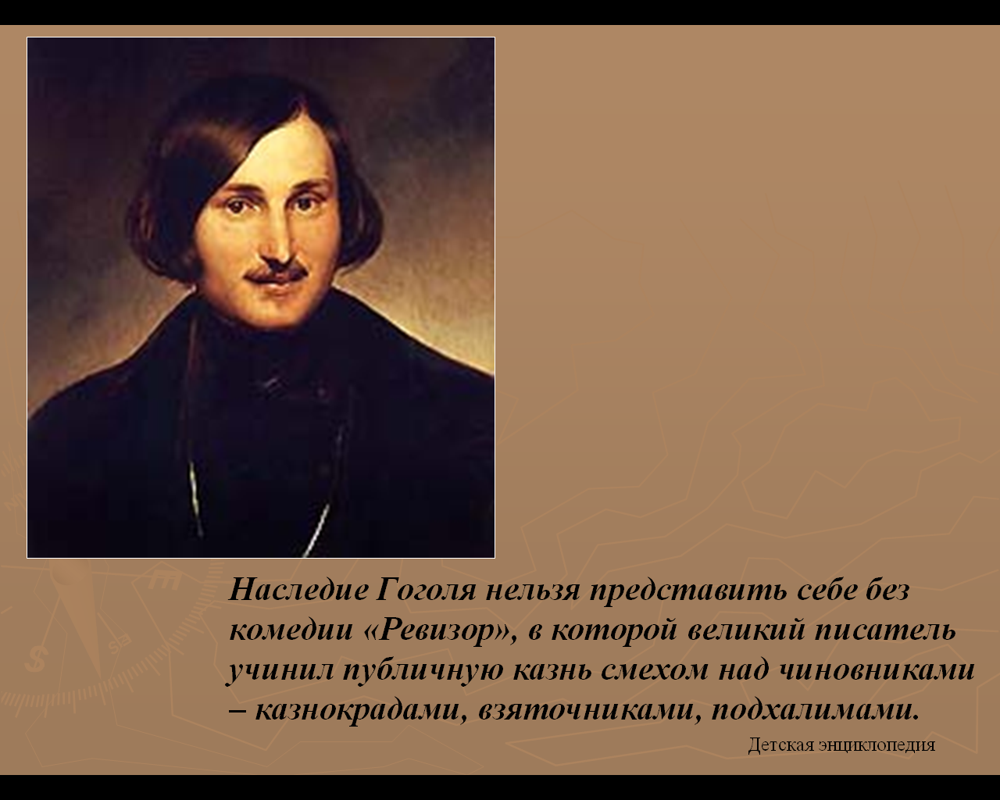 Наследие Гоголя нельзя представить себе без
комедии «Ревизор», в которой великий писатель
учинил публичную казнь смехом над чиновниками
– казнокрадами, взяточниками, подхалимами.
Детская энциклопедия
S
SE